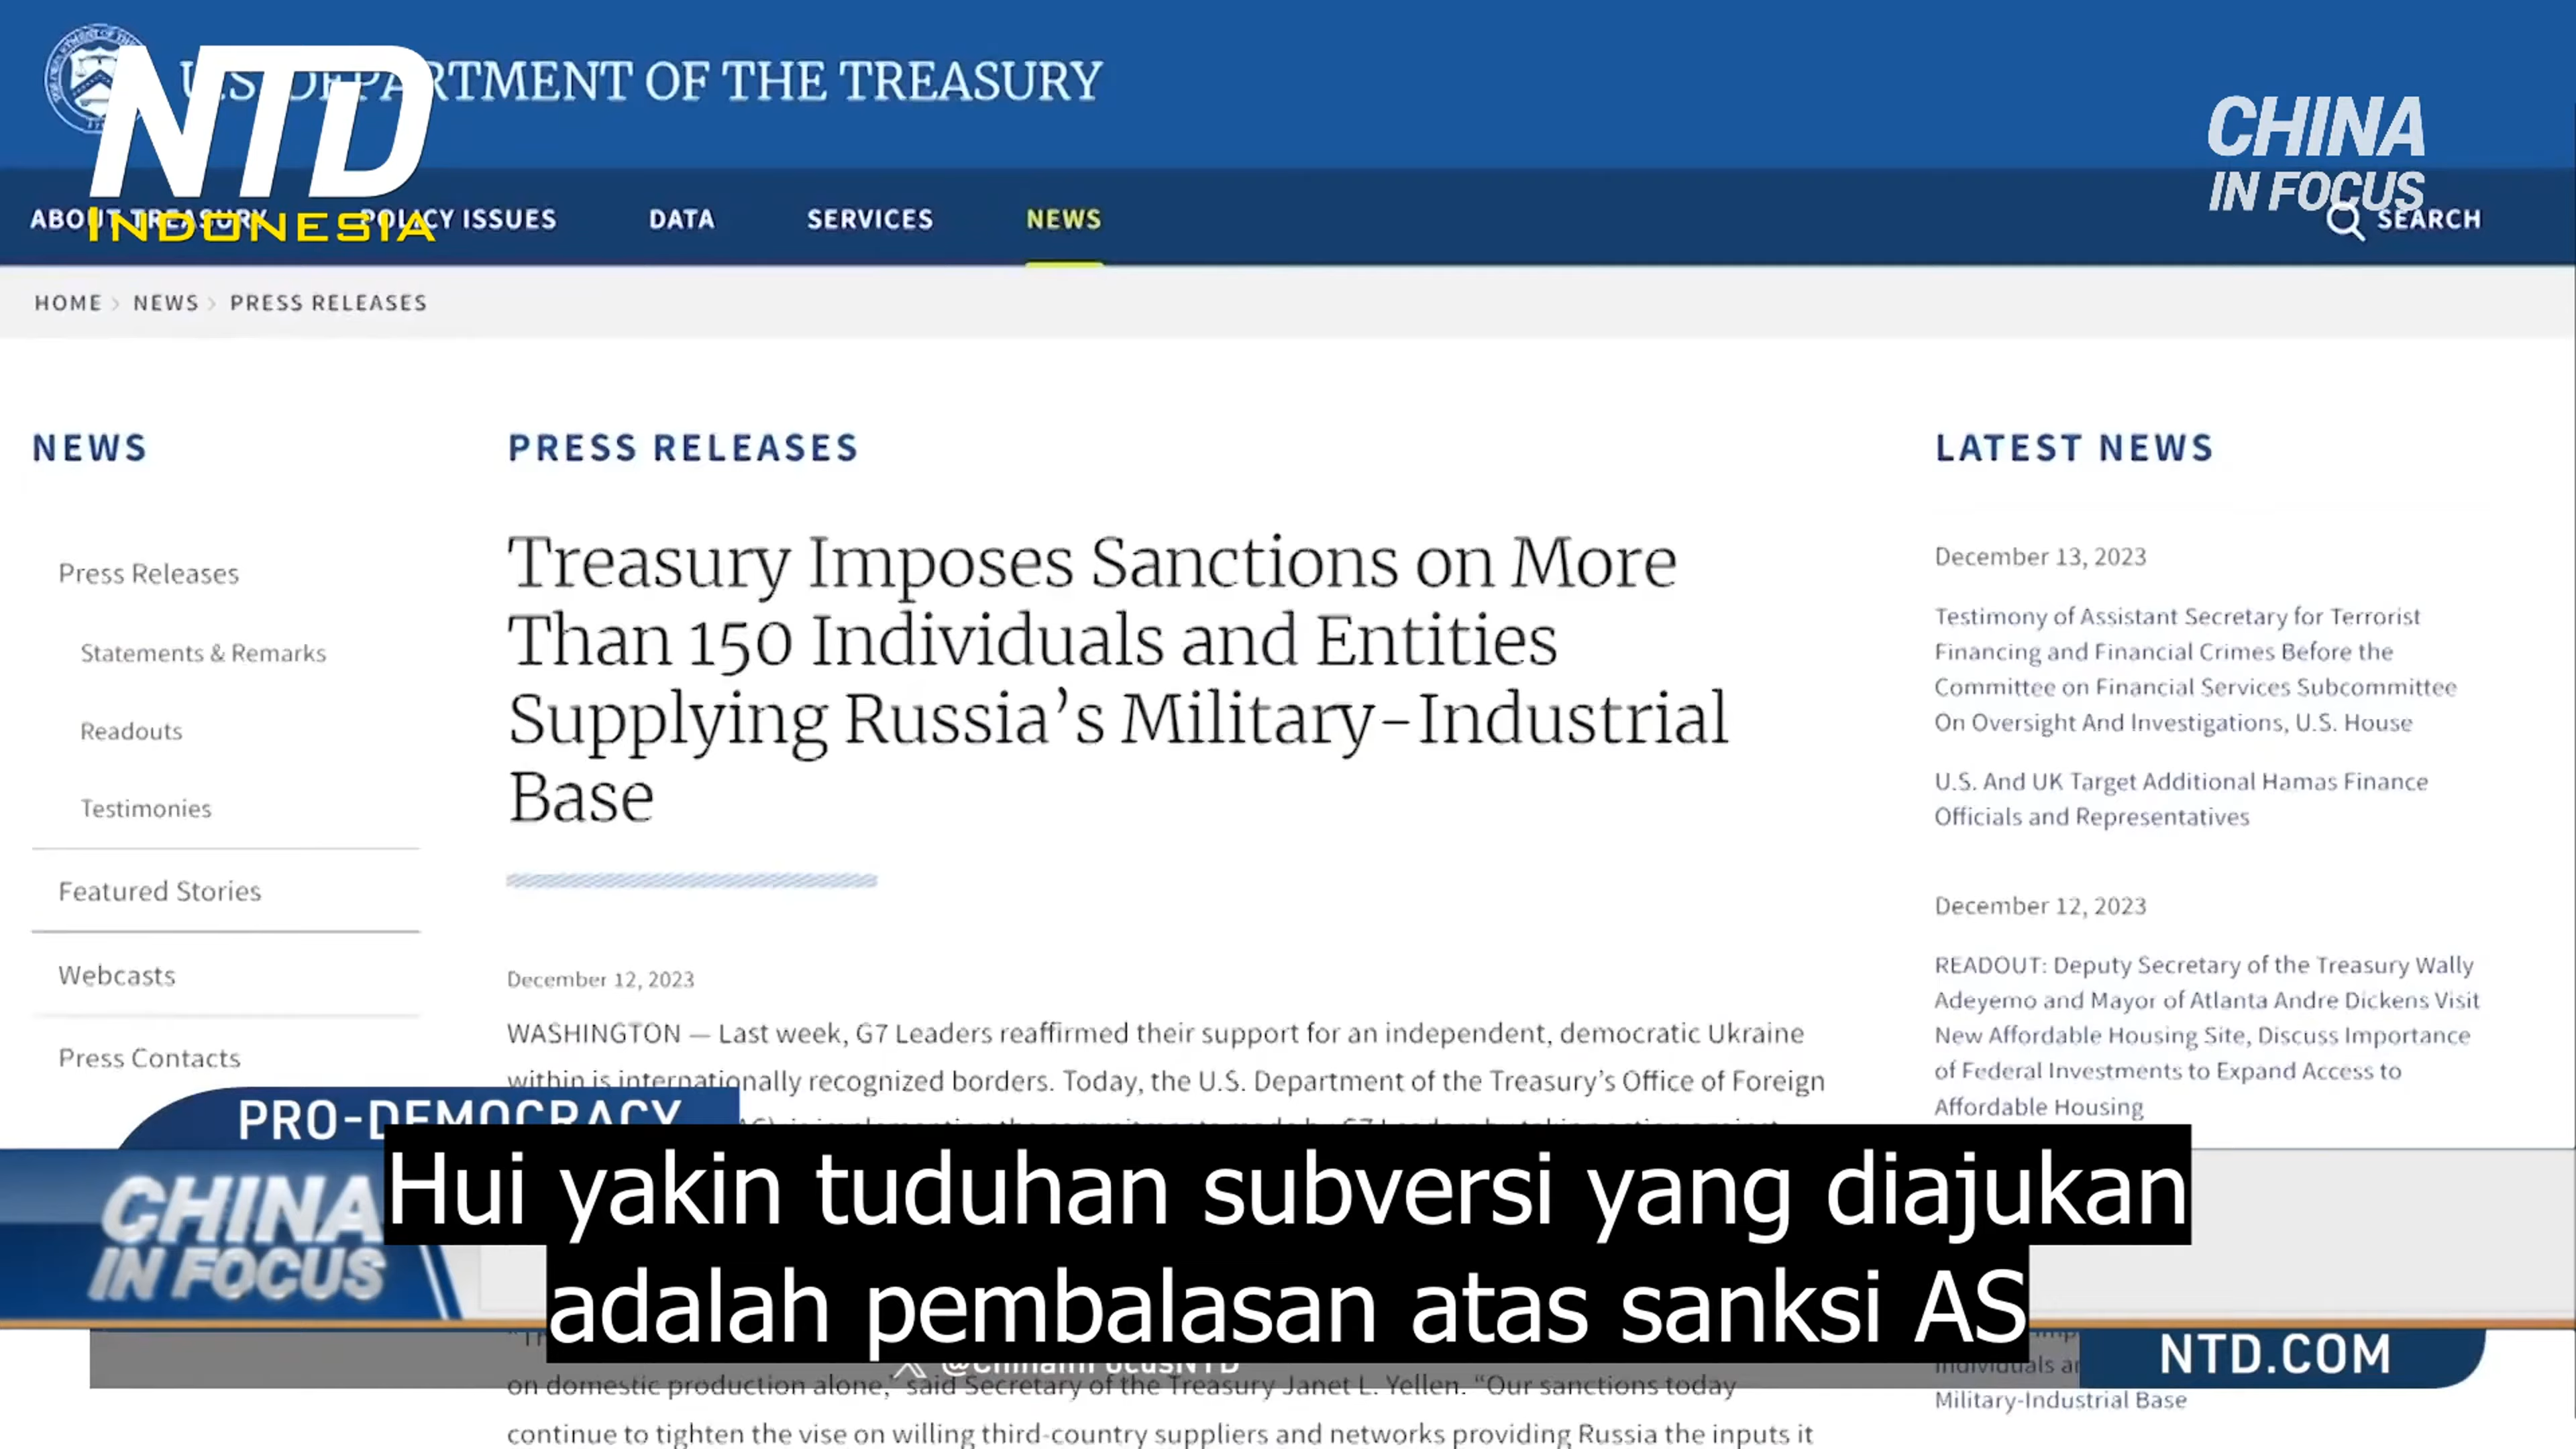 U.S. DEPARTMENT OF THE TREASURY
NTD
INDONESIA
CHINA
IN FOCUS
ABOUT TREASURY
POLICY ISSUES
DATA
SERVICES
NEWS
SEARCH
HOME > NEWS > PRESS RELEASES
NEWS
Press Releases
Statements & Remarks
Readouts
Testimonies
Featured Stories
Webcasts
Press Contacts
PRESS RELEASES
Treasury Imposes Sanctions on More
Than 150 Individuals and Entities
Supplying Russia’s Military-Industrial
Base
December 12, 2023
WASHINGTON — Last week, G7 Leaders reaffirmed their support for an independent, democratic Ukraine
within is internationally recognized borders. Today, the U.S. Department of the Treasury’s Office of Foreign
LATEST NEWS
December 13, 2023
Testimony of Assistant Secretary for Terrorist
Financing and Financial Crimes Before the
Committee on Financial Services Subcommittee
On Oversight And Investigations, U.S. House
U.S. And UK Target Additional Hamas Finance
Officials and Representatives
December 12, 2023
READOUT: Deputy Secretary of the Treasury Wally
Adeyemo and Mayor of Atlanta Andre Dickens Visit
New Affordable Housing Site, Discuss Importance
of Federal Investments to Expand Access to
Affordable Housing
PRO-DEMOCRACY
CHINA
IN FOCUS
Hui yakin tuduhan subversi yang diajukan
adalah pembalasan atas sanksi AS
@ChinaInFocusNTD
NTD.COM
on domestic production alone,” said Secretary of the Treasury Janet L. Yellen. “Our sanctions today
continue to tighten the vise on willing third-country suppliers and networks providing Russia the inputs it
Individuals
Military-Industrial Base